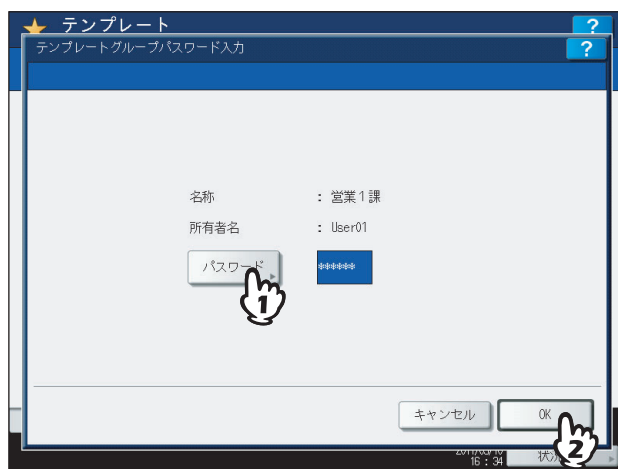 テンプレート ?
テンプレートグループパスワード入力 ?
名称 : 営業1課
所有者名 : User01
パスワード ******
1
キャンセル OK
2
16:34